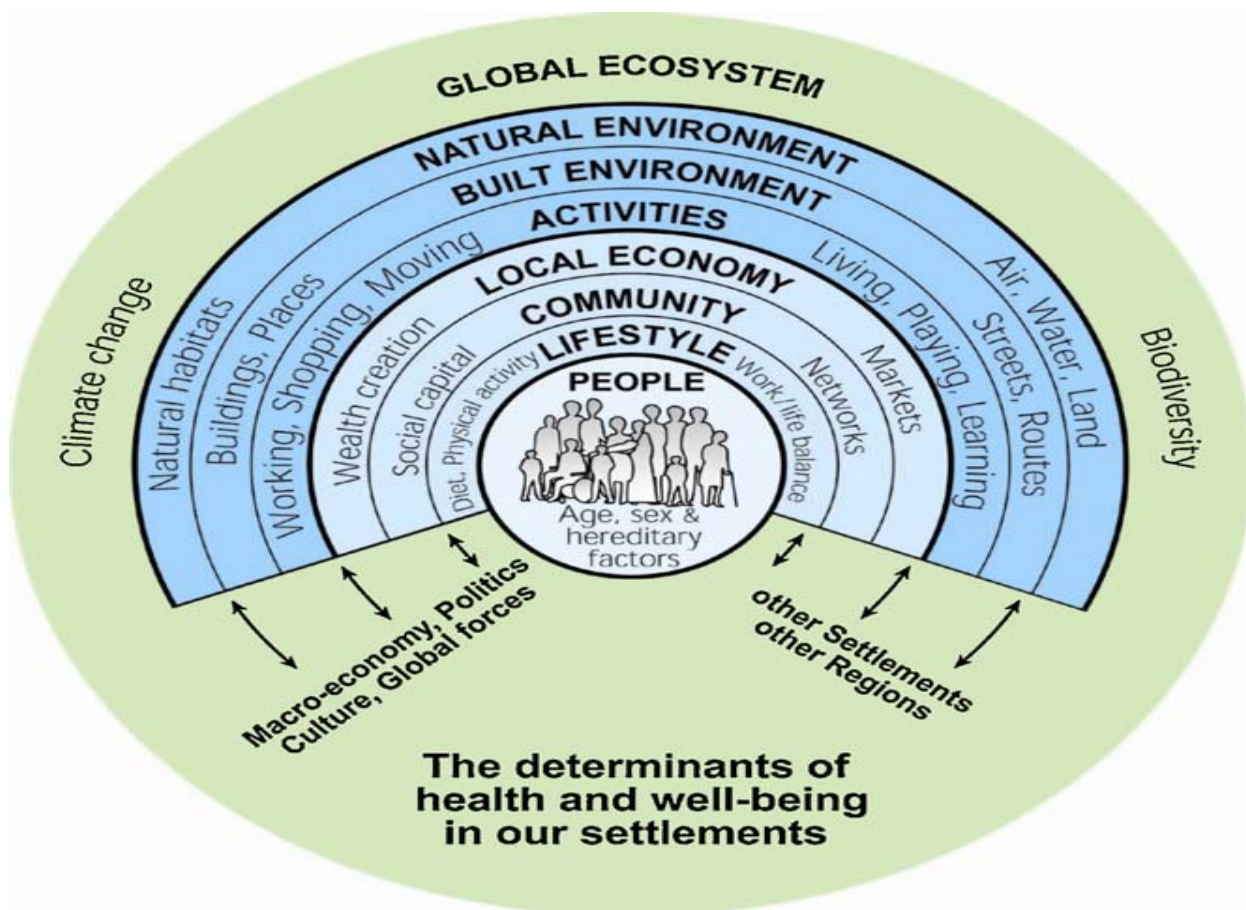 GLOBAL ECOSYSTEM
NATURAL ENVIRONMENT
BUILT ENVIRONMENT
ACTIVITIES
LOCAL ECONOMY
COMMUNITY
LIFESTYLE
PEOPLE
Age, sex &
hereditary
factors
Climate change
Natural habitats
Buildings, Places
Working, Shopping, Moving
Wealth creation
Social capital
Diet, Physical activity
Work/life balance
Networks
Markets
Living, Playing, Learning
Streets, Routes
Air, Water, Land
Biodiversity
Macro-economy, Politics
Culture, Global forces
other Settlements
other Regions
The determinants of
health and well-being
in our settlements